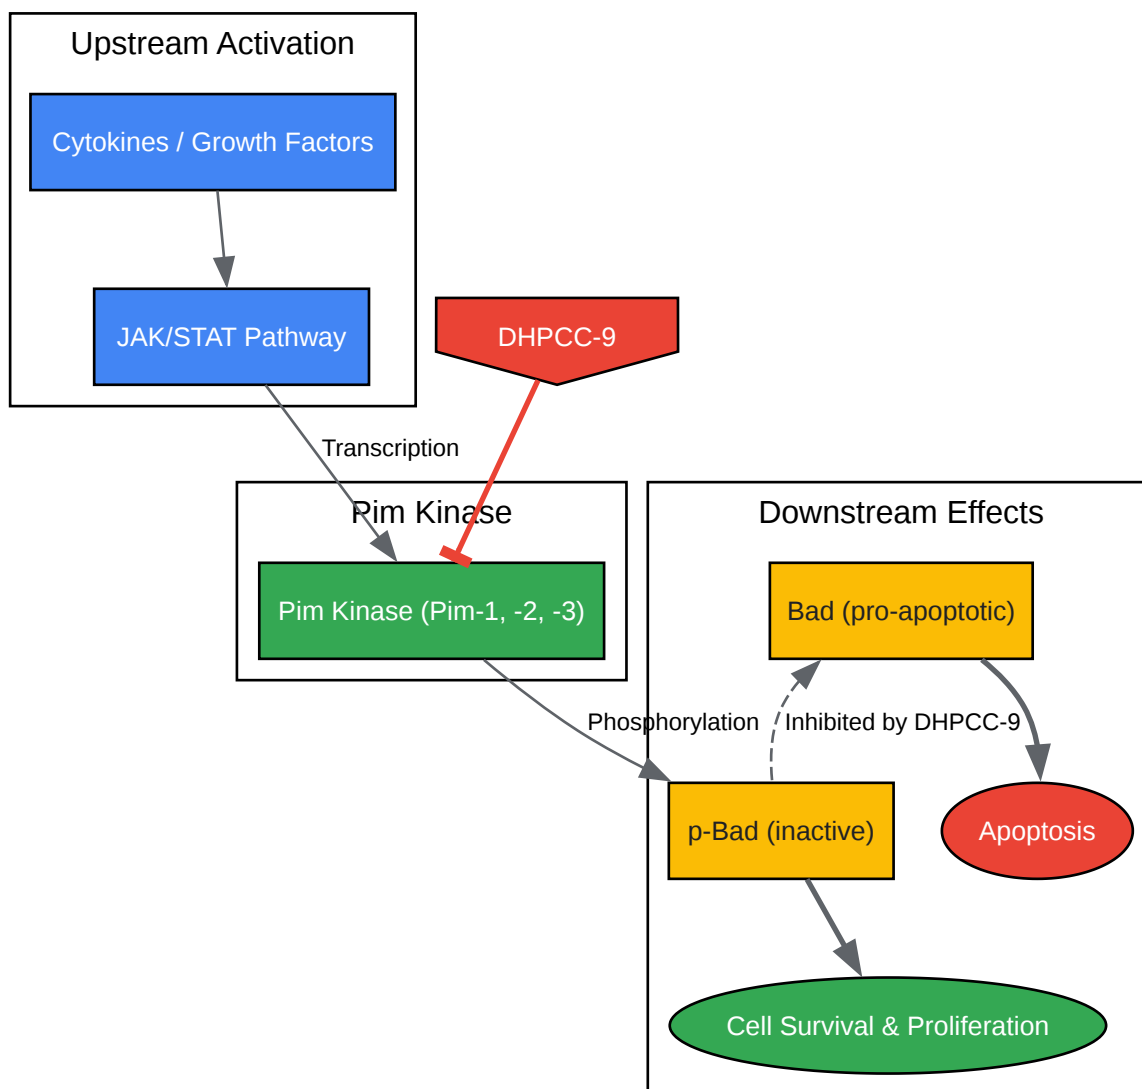 Upstream Activation
Cytokines / Growth Factors
JAK/STAT Pathway
DHPCC-9
Transcription
Pim Kinase
Pim Kinase (Pim-1, -2, -3)
Downstream Effects
Bad (pro-apoptotic)
Phosphorylation
Inhibited by DHPCC-9
p-Bad (inactive)
Apoptosis
Cell Survival & Proliferation